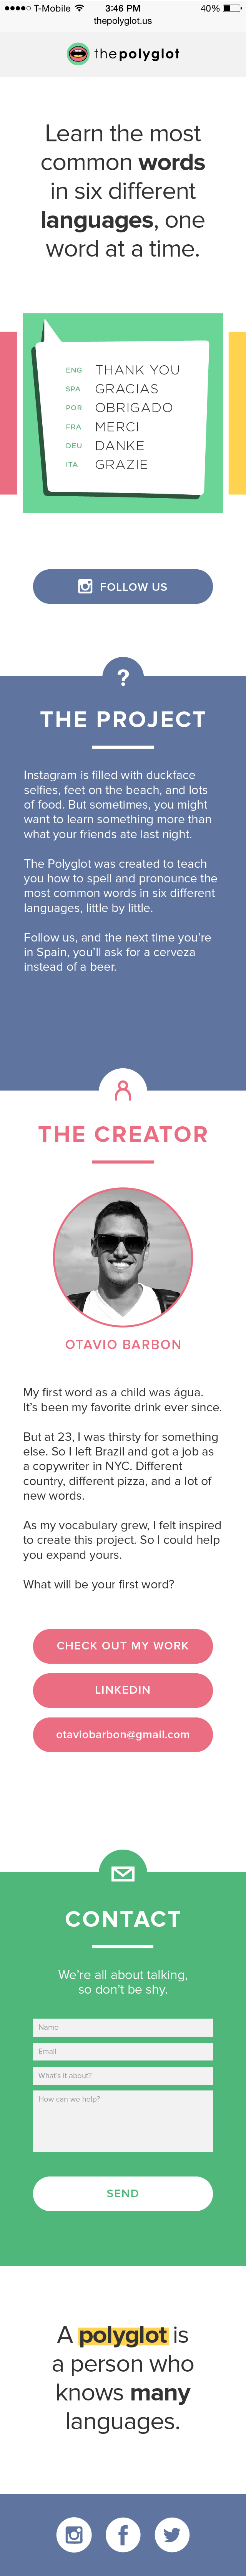 T-Mobile 3:46 PM 40%
thepolyglot.us
thepolyglot
Learn the most
common words
in six different
languages, one
word at a time.
ENG THANK YOU
SPA GRACIAS
POR OBRIGADO
FRA MERCI
DEU DANKE
ITA GRAZIE
FOLLOW US
?
THE PROJECT
Instagram is filled with duckface
selfies, feet on the beach, and lots
of food. But sometimes, you might
want to learn something more than
what your friends ate last night.
The Polyglot was created to teach
you how to spell and pronounce the
most common words in six different
languages, little by little.
Follow us, and the next time you're
in Spain, you'll ask for a cerveza
instead of a beer.
THE CREATOR
OTAVIO BARBON
My first word as a child was água.
It's been my favorite drink ever since.
But at 23, I was thirsty for something
else. So I left Brazil and got a job as
a copywriter in NYC. Different
country, different pizza, and a lot of
new words.
As my vocabulary grew, I felt inspired
to create this project. So I could help
you expand yours.
What will be your first word?
CHECK OUT MY WORK
LINKEDIN
otaviobarbon@gmail.com
CONTACT
We're all about talking,
so don't be shy.
Name
Email
What's it about?
How can we help?
SEND
A polyglot is
a person who
knows many
languages.